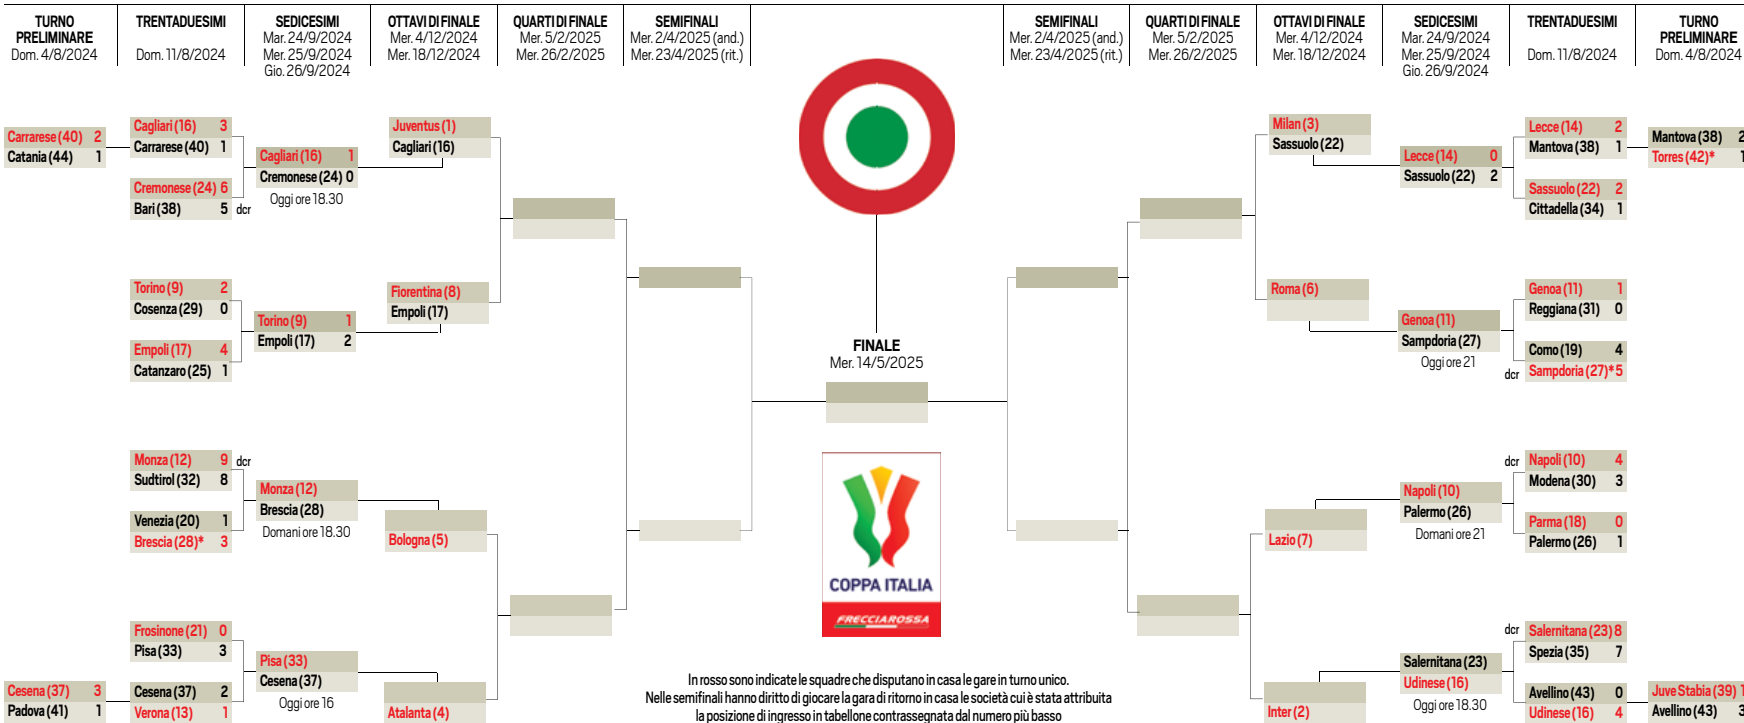 TURNO
PRELIMINARE
Dom. 4/8/2024
TRENTADUESIMI
Dom. 11/8/2024
SEDICESIMI
Mar. 24/9/2024
Mer. 25/9/2024
Gio. 26/9/2024
OTTAVI DI FINALE
Mer. 4/12/2024
Mer. 18/12/2024
QUARTI DI FINALE
Mer. 5/2/2025
Mer. 26/2/2025
SEMIFINALI
Mer. 2/4/2025 (and.)
Mer. 23/4/2025 (rit.)
SEMIFINALI
Mer. 2/4/2025 (and.)
Mer. 23/4/2025 (rit.)
QUARTI DI FINALE
Mer. 5/2/2025
Mer. 26/2/2025
OTTAVI DI FINALE
Mer. 4/12/2024
Mer. 18/12/2024
SEDICESIMI
Mar. 24/9/2024
Mer. 25/9/2024
Gio. 26/9/2024
TRENTADUESIMI
Dom. 11/8/2024
TURNO
PRELIMINARE
Dom. 4/8/2024
Carrarese (40) 2
Catania (44) 1
Cesena (37) 3
Padova (41) 1
Cagliari (16) 3
Carrarese (40) 1
Cremonese (24) 6
Bari (38) 5 dcr
Torino (9) 2
Cosenza (29) 0
Empoli (17) 4
Catanzaro (25) 1
Monza (12) 9 dcr
Sudtirol (32) 8
Venezia (20) 1
Brescia (28)* 3
Frosinone (21) 0
Pisa (33) 3
Cesena (37) 2
Verona (13) 1
Cagliari (16) 1
Cremonese (24) 0
Oggi ore 18.30
Torino (9) 1
Empoli (17) 2
Monza (12)
Brescia (28)
Domani ore 18.30
Pisa (33)
Cesena (37)
Oggi ore 16
Juventus (1)
Cagliari (16)
Fiorentina (8)
Empoli (17)
Bologna (5)
Atalanta (4)
FINALE
Mer. 14/5/2025
COPPA ITALIA
FRECCIAROSSA
In rosso sono indicate le squadre che disputano in casa le gare in turno unico.
Nelle semifinali hanno diritto di giocare la gara di ritorno in casa le società cui è stata attribuita
la posizione di ingresso in tabellone contrassegnata dal numero più basso
Milan (3)
Sassuolo (22)
Roma (6)
Lazio (7)
Inter (2)
Lecce (14) 0
Sassuolo (22) 2
Genoa (11)
Sampdoria (27)
Oggi ore 21
Napoli (10)
Palermo (26)
Domani ore 21
Salernitana (23)
Udinese (16)
Oggi ore 18.30
Lecce (14) 2
Mantova (38) 1
Sassuolo (22) 2
Cittadella (34) 1
Genoa (11) 1
Reggiana (31) 0
Como (19) 4
dcr Sampdoria (27)* 5
dcr Napoli (10) 4
Modena (30) 3
Parma (18) 0
Palermo (26) 1
dcr Salernitana (23) 8
Spezia (35) 7
Avellino (43) 0
Udinese (16) 4
Mantova (38) 2
Torres (42)* 1
Juve Stabia (39) 1
Avellino (43) 3